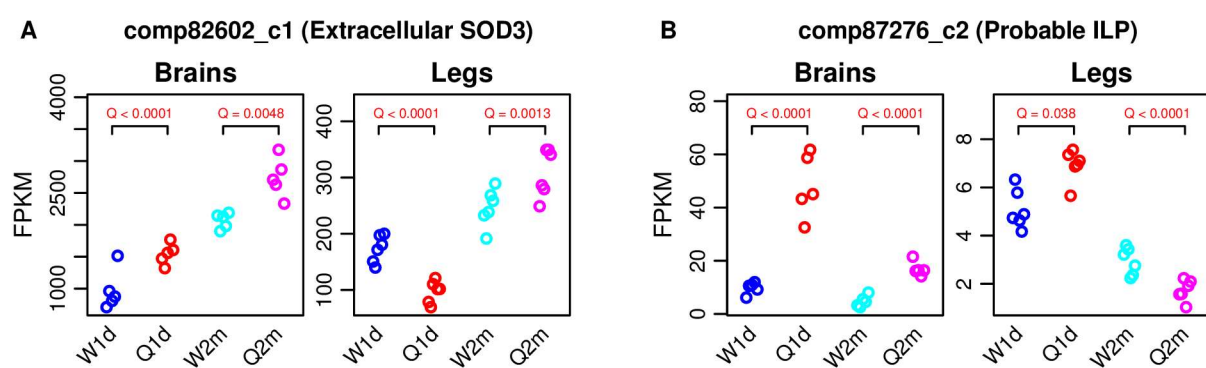 A comp82602_c1 (Extracellular SOD3)
Brains Legs
FPKM
4000
2500
1000
Q < 0.0001 Q = 0.0048
W1d Q1d W2m Q2m
400
300
200
100
Q < 0.0001 Q = 0.0013
W1d Q1d W2m Q2m
B comp87276_c2 (Probable ILP)
Brains Legs
FPKM
80
60
40
20
0
Q < 0.0001 Q < 0.0001
W1d Q1d W2m Q2m
8
6
4
2
Q = 0.038 Q < 0.0001
W1d Q1d W2m Q2m